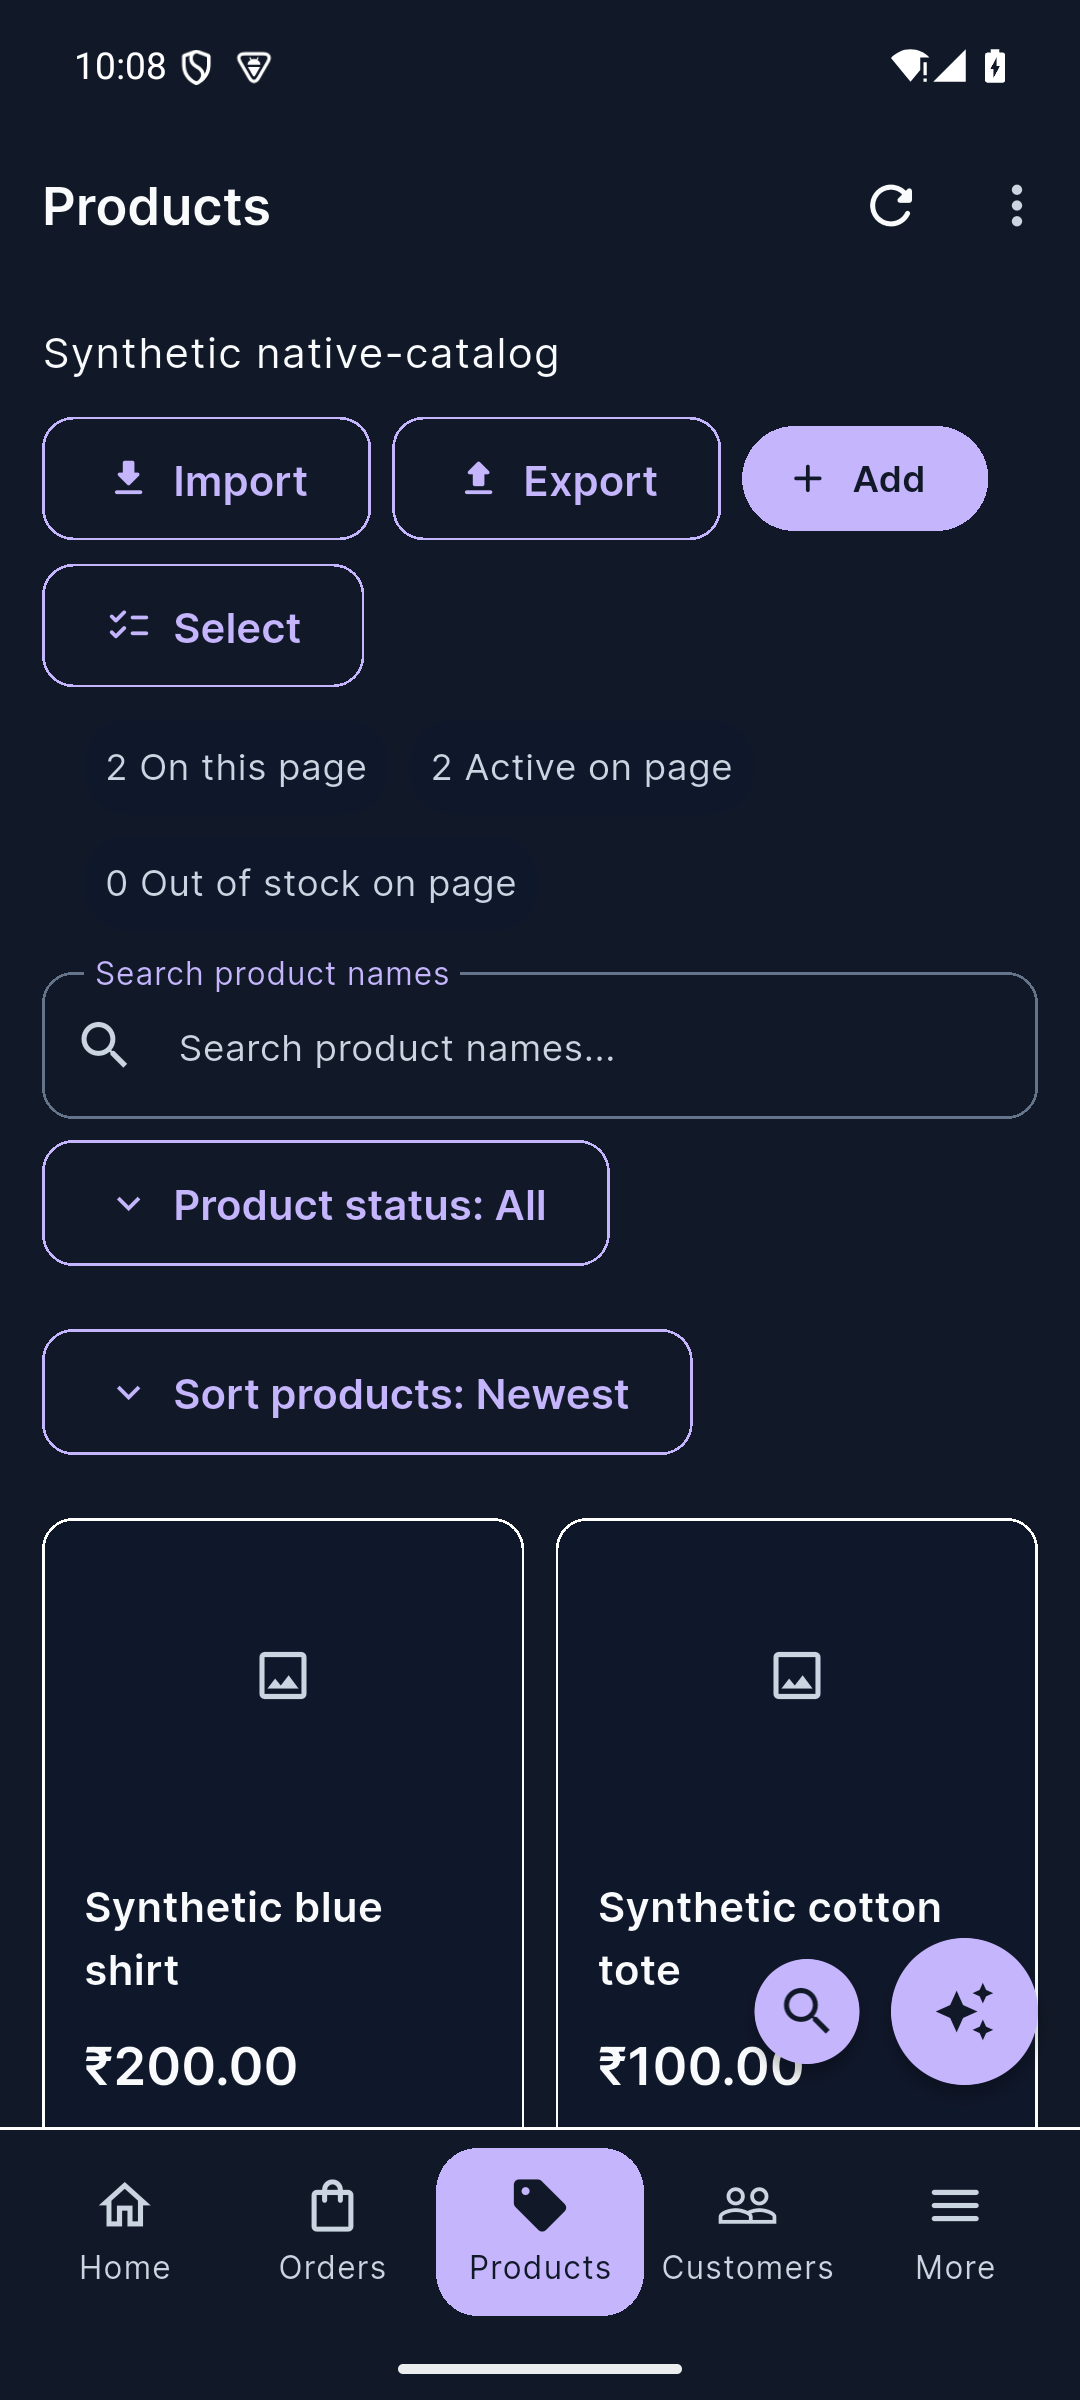 10:08
Products
Synthetic native-catalog
Import Export Add
Select
2 On this page 2 Active on page
0 Out of stock on page
Search product names
Search product names...
Product status: All
Sort products: Newest
Synthetic blue shirt
₹200.00
Synthetic cotton tote
₹100.00
Home Orders Products Customers More